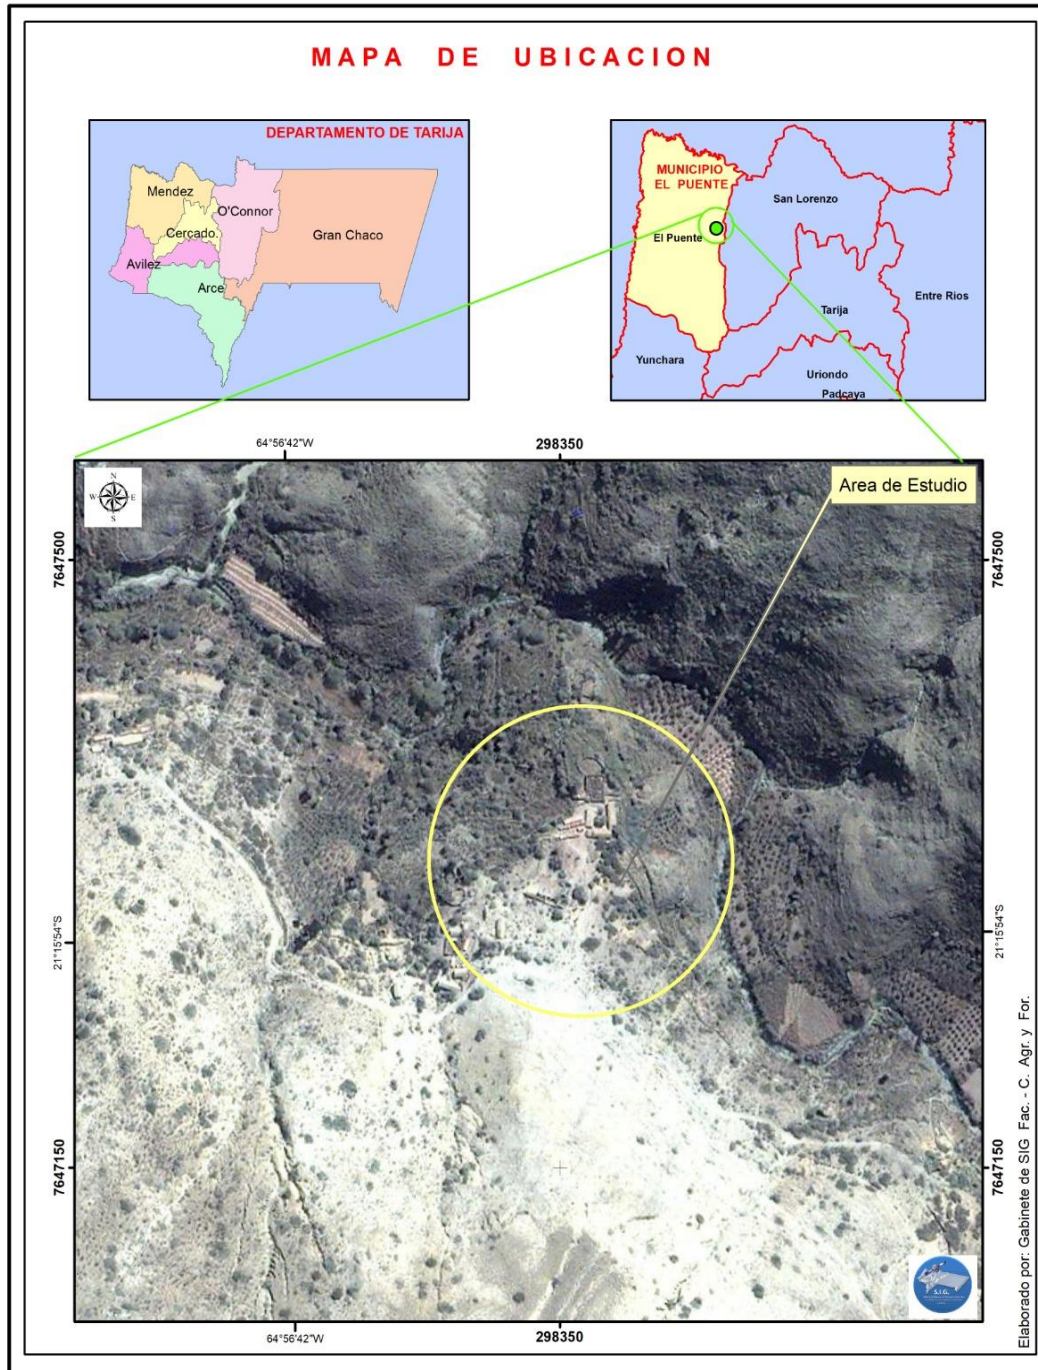 MAPA DE UBICACION
DEPARTAMENTO DE TARIJA
Mendez
O'Connor
Cercado.
Gran Chaco
Avilez
Arce
MUNICIPIO
EL PUENTE
San Lorenzo
El Puente
Entre Rios
Tarija
Yunchara
Uriondo
Padcaya
64°56'42"W
298350
N
W
E
S
Area de Estudio
7647500
7647500
21°15'54"S
21°15'54"S
7647150
7647150
S.I.G.
64°56'42"W
298350
Elaborado por: Gabinete de SIG Fac. - C. Agr. y For.